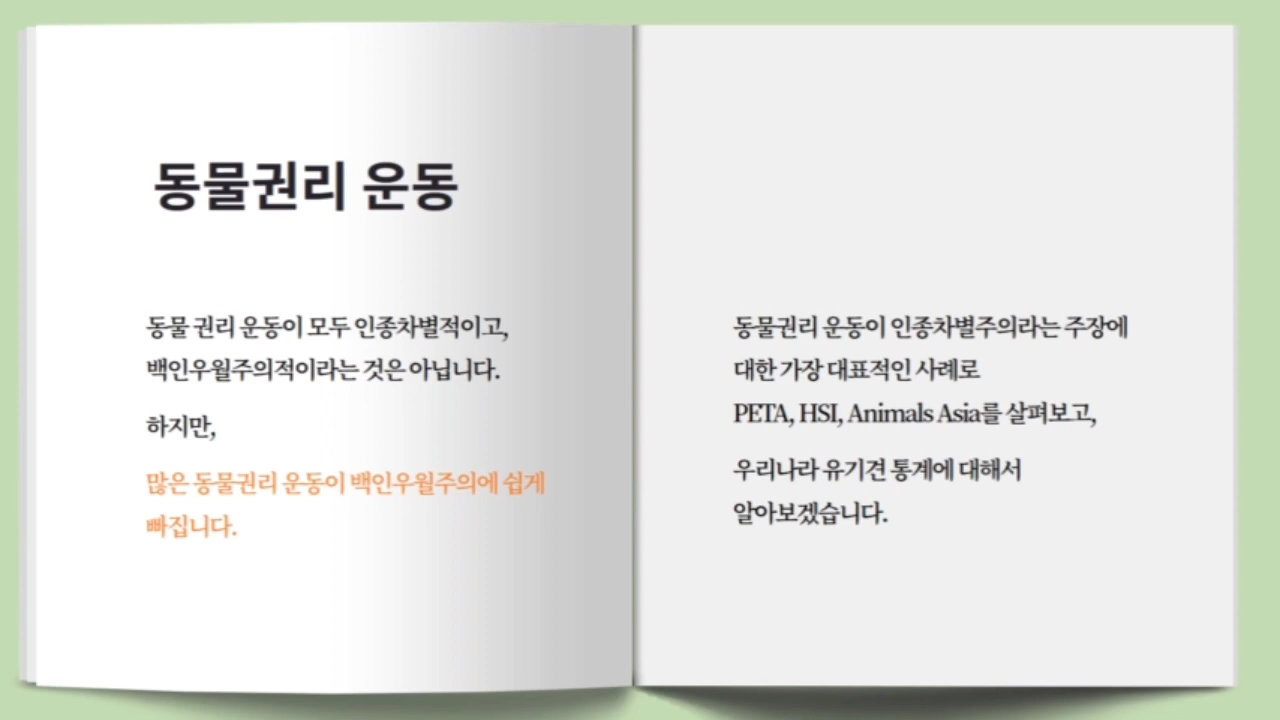 동물권리 운동
동물 권리 운동이 모두 인종차별적이고,
백인우월주의적이라는 것은 아닙니다.
하지만,
많은 동물권리 운동이 백인우월주의에 쉽게
빠집니다.
동물권리 운동이 인종차별주의라는 주장에
대한 가장 대표적인 사례로
PETA, HSI, Animals Asia를 살펴보고,
우리나라 유기견 통계에 대해서
알아보겠습니다.